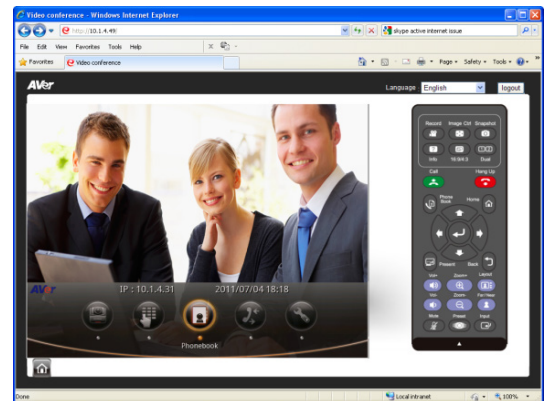 Video conference - Windows Internet Explorer
http://10.1.4.49/
skype active internet issue
File Edit View Favorites Tools Help
Favorites
Video conference
Page
Safety
Tools
AVer
Language
English
logout
Record Image Ctrl Snapshot
Info 16:9/4:3 Dual
Call Hang Up
Phone Book
Home
Present Back
Vol+ Zoom+ Layout
Vol- Zoom- Far/Near
Mute Preset Input
AVer
IP : 10.1.4.31
2011/07/04 18:18
Phonebook
Done
Local intranet
100%